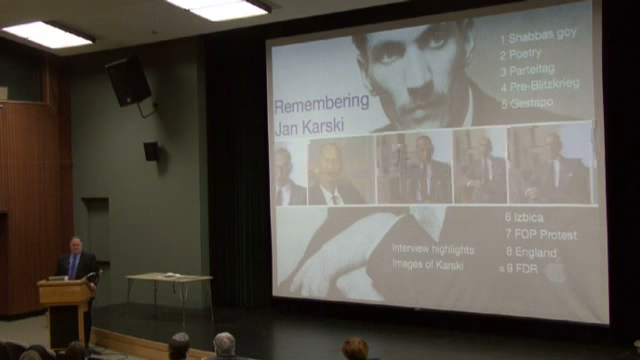 1 Shabbas goy
2 Poetry
3 Parteitag
4 Pre-Blitzkrieg
5 Gestapo
Remembering
Jan Karski
6 Izbica
7 FOP Protest
8 England
9 FDR
Interview highlights
Images of Karski